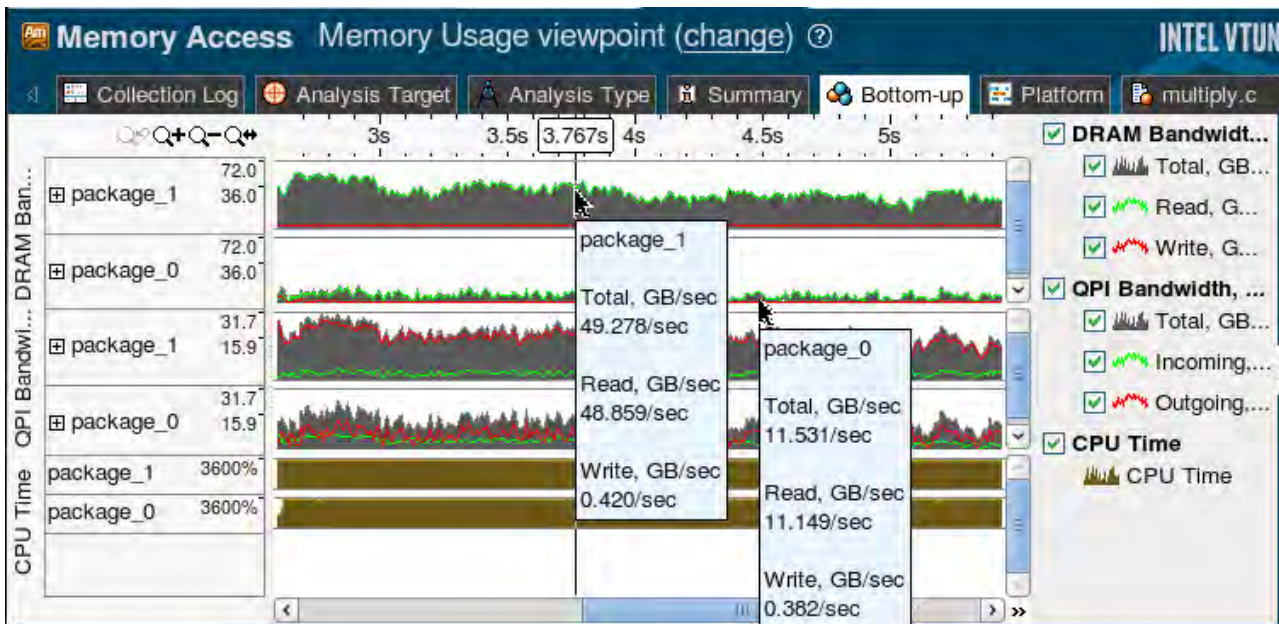 Am Memory Access Memory Usage viewpoint (change) ? INTEL VTUN
Collection Log Analysis Target Analysis Type Summary Bottom-up Platform multiply.c
3s 3.5s 3.767s 4s 4.5s 5s
DRAM Ban...
package_1 72.0 36.0
package_0 72.0 36.0
QPI Bandwi...
package_1 31.7 15.9
package_0 31.7 15.9
CPU Time
package_1 3600%
package_0 3600%
package_1
Total, GB/sec
49.278/sec
Read, GB/sec
48.859/sec
Write, GB/sec
0.420/sec
package_0
Total, GB/sec
11.531/sec
Read, GB/sec
11.149/sec
Write, GB/sec
0.382/sec
DRAM Bandwidt...
Total, GB...
Read, G...
Write, G...
QPI Bandwidth, ...
Total, GB...
Incoming,...
Outgoing,...
CPU Time
CPU Time